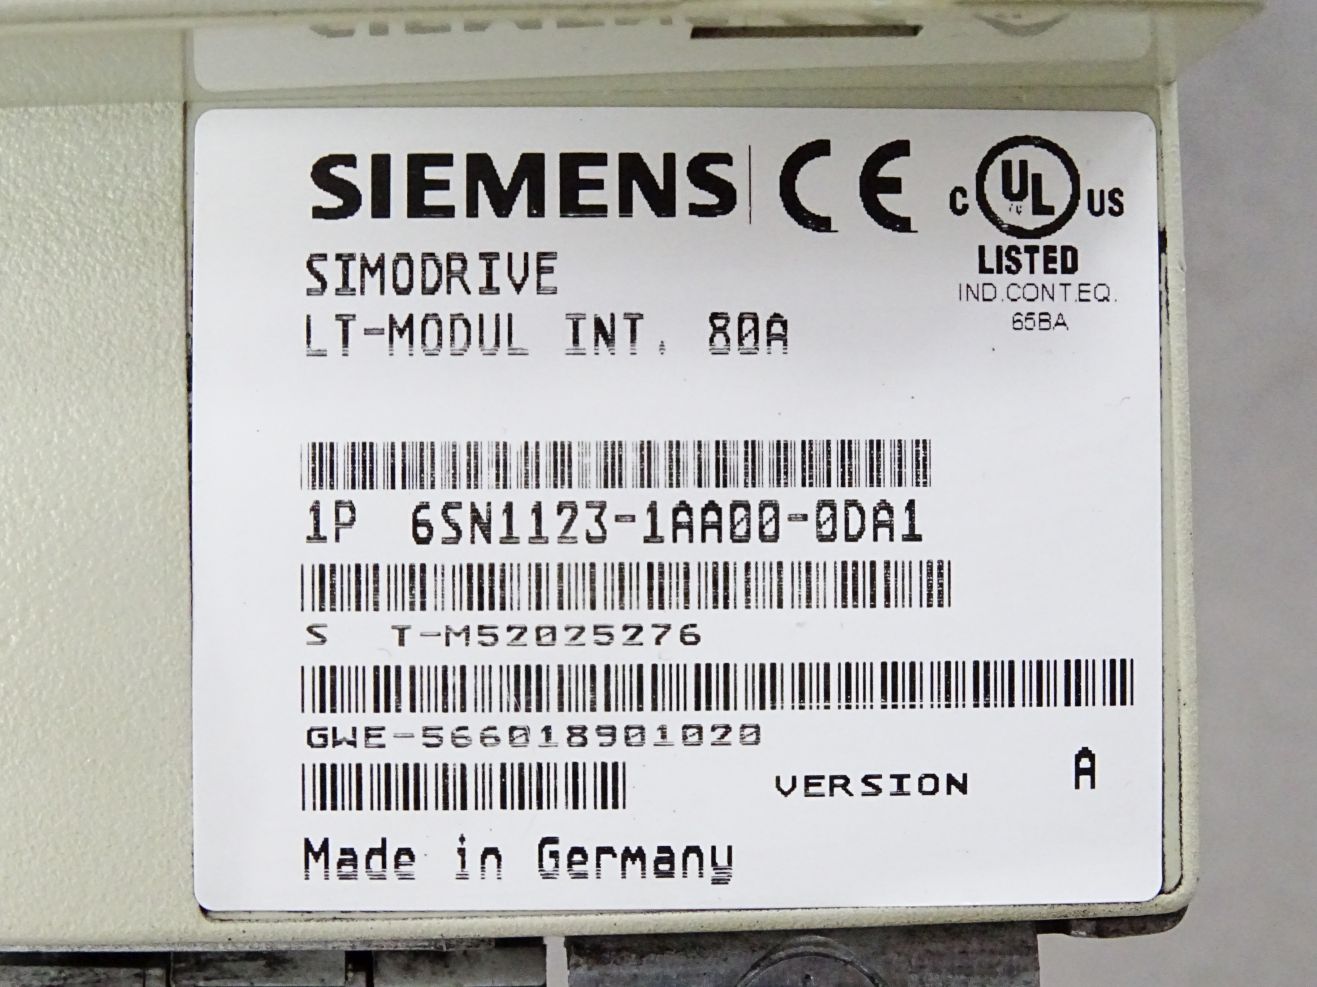 SIEMENS CE
C UL US
LISTED
IND.CONT.EQ.
65BA
SIMODRIVE
LT-MODUL INT. 80A
1P 6SN1123-1AA00-0DA1
S T-M52025276
GWE-566018901020
VERSION A
Made in Germany